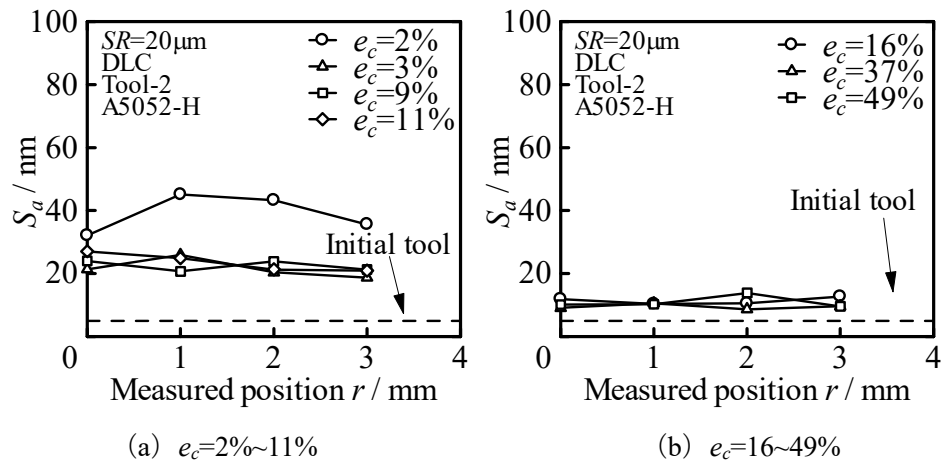 100
80
60
40
20
0
1
2
3
4
S_a / nm
Measured position r / mm
SR=20μm
DLC
Tool-2
A5052-H
e_c=2%
e_c=3%
e_c=9%
e_c=11%
Initial tool
(a) e_c=2%~11%
100
80
60
40
20
0
1
2
3
4
S_a / nm
Measured position r / mm
SR=20μm
DLC
Tool-2
A5052-H
e_c=16%
e_c=37%
e_c=49%
Initial tool
(b) e_c=16~49%